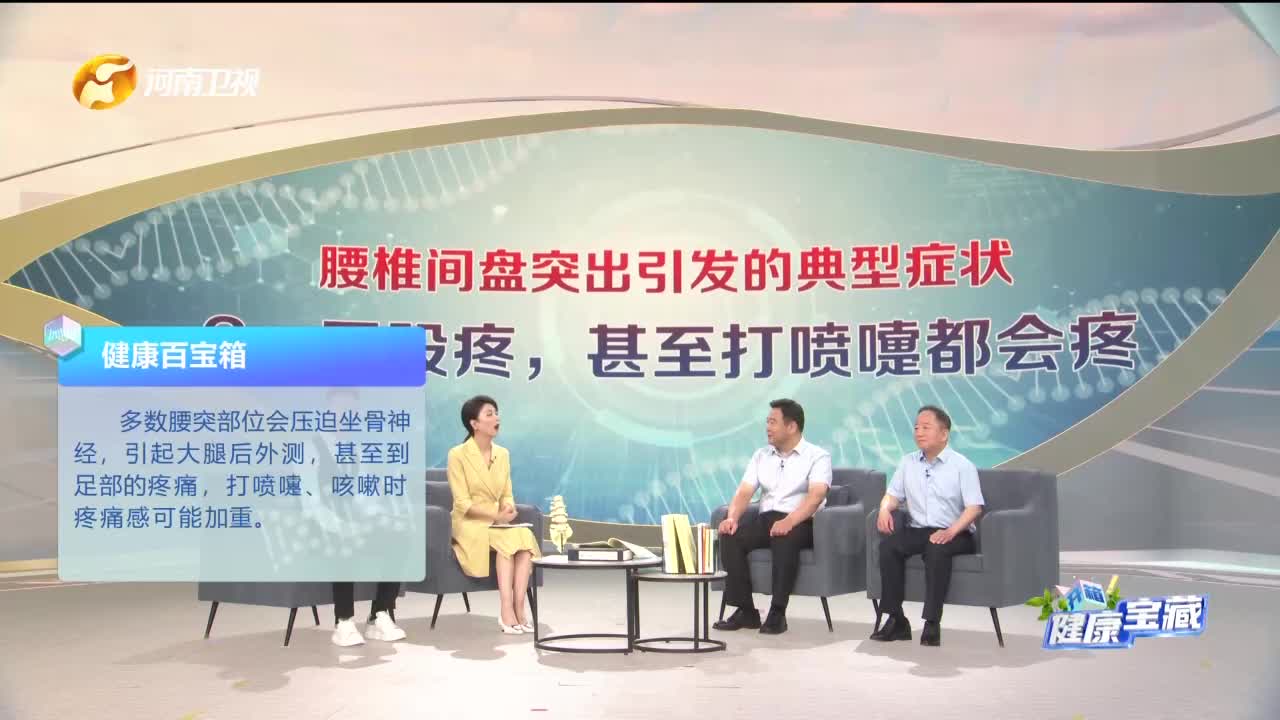 河南卫视
腰椎间盘突出引发的典型症状
疼，甚至打喷嚏都会疼
健康百宝箱
多数腰突部位会压迫坐骨神
经，引起大腿后外测，甚至到
足部的疼痛，打喷嚏、咳嗽时
疼痛感可能加重。
开箱
健康宝藏